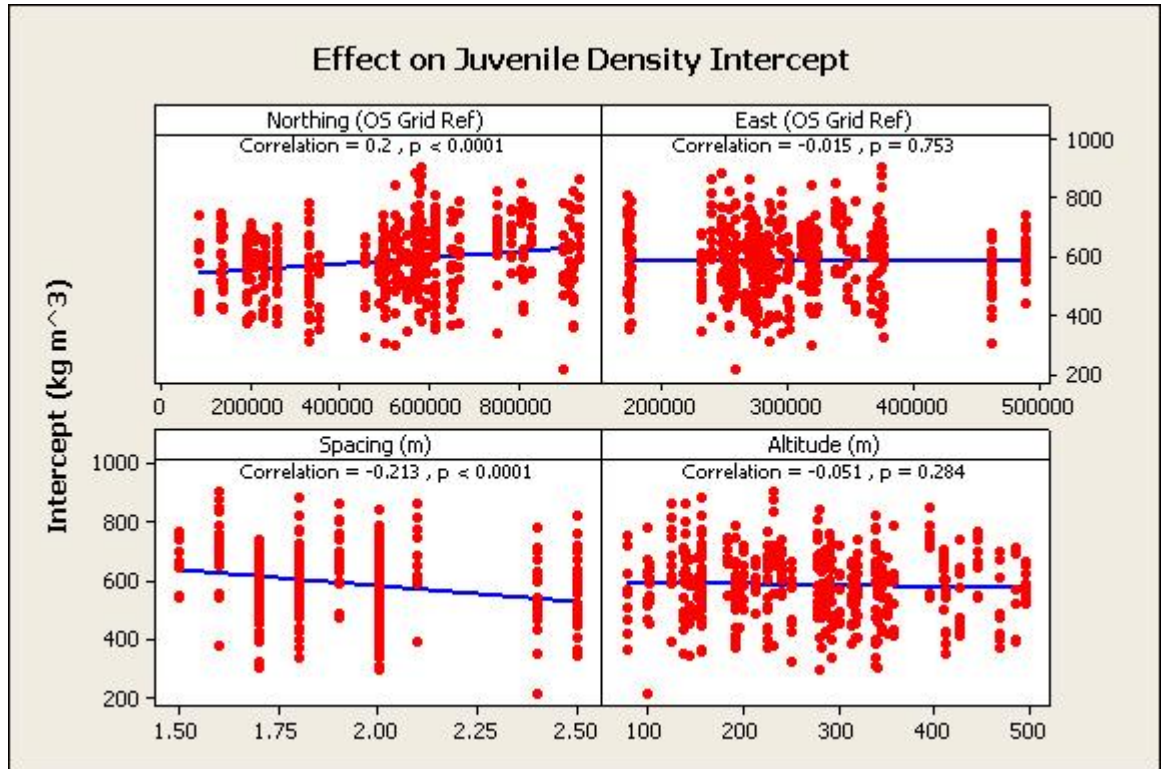 Effect on Juvenile Density Intercept
Northing (OS Grid Ref)
East (OS Grid Ref)
Correlation = 0.2 , p < 0.0001
Correlation = -0.015 , p = 0.753
1000
800
600
400
200
0 200000 400000 600000 800000
200000 300000 400000 500000
Intercept (kg m^3)
Spacing (m)
Altitude (m)
Correlation = -0.213 , p < 0.0001
Correlation = -0.051 , p = 0.284
1000
800
600
400
200
1.50 1.75 2.00 2.25 2.50
100 200 300 400 500